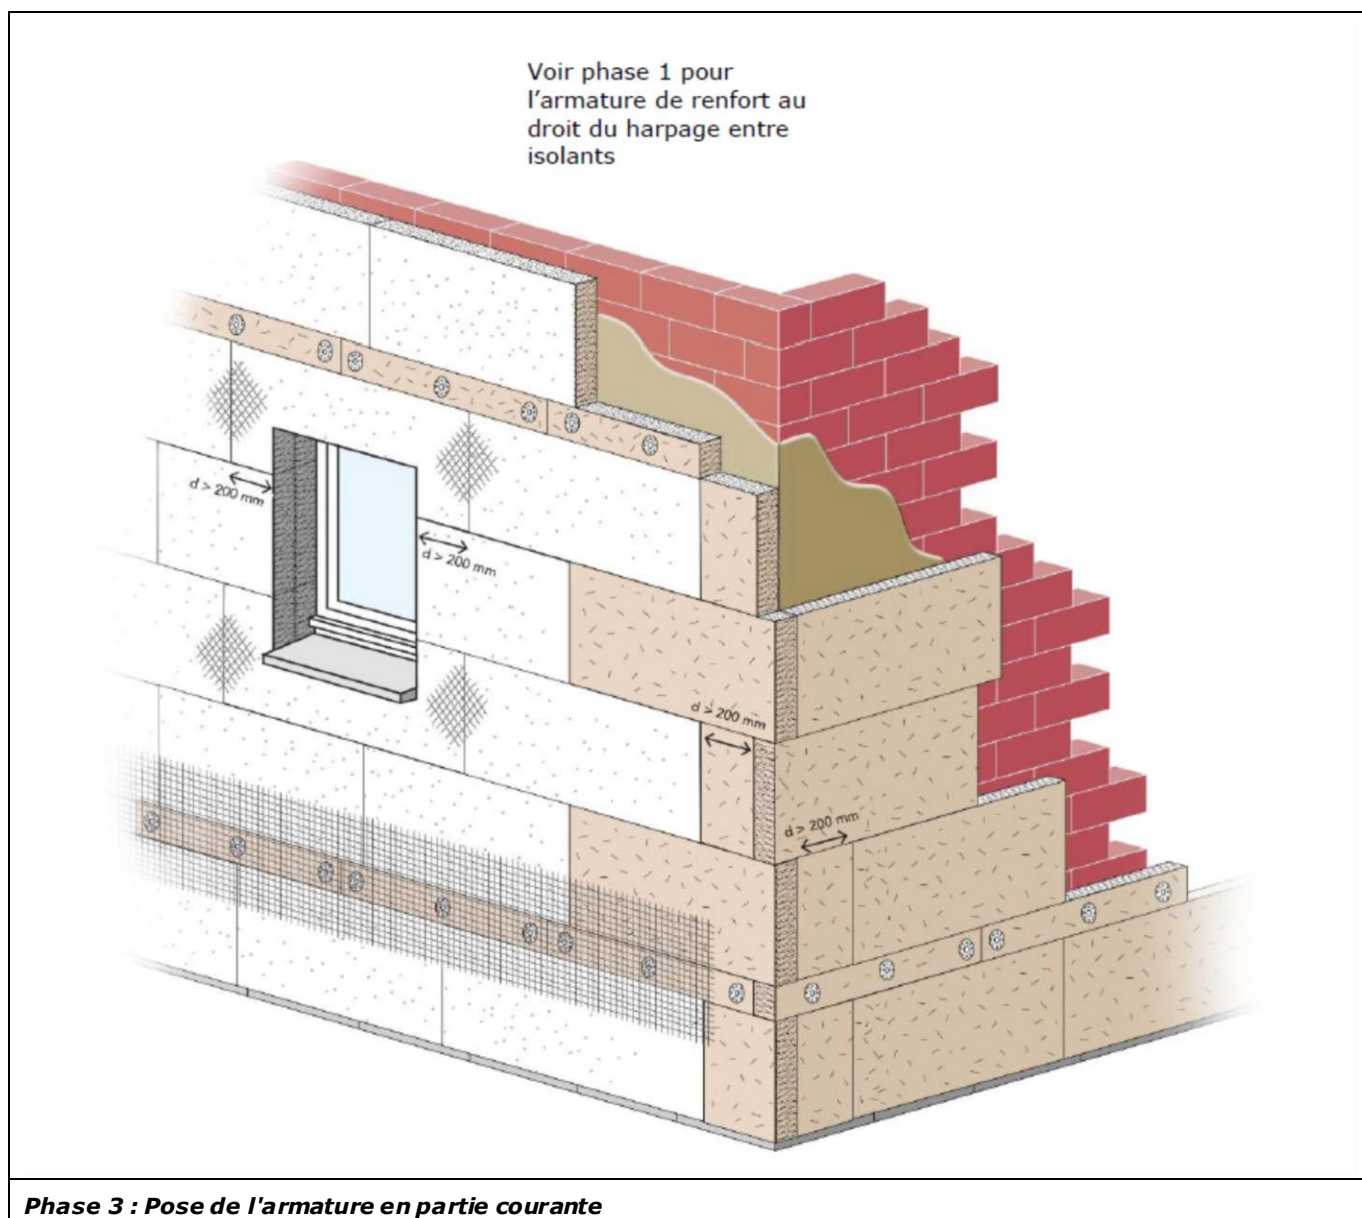 Voir phase 1 pour
l'armature de renfort au
droit du harpage entre
isolants
d > 200 mm
d > 200 mm
d > 200 mm
d > 200 mm
Phase 3 : Pose de l'armature en partie courante